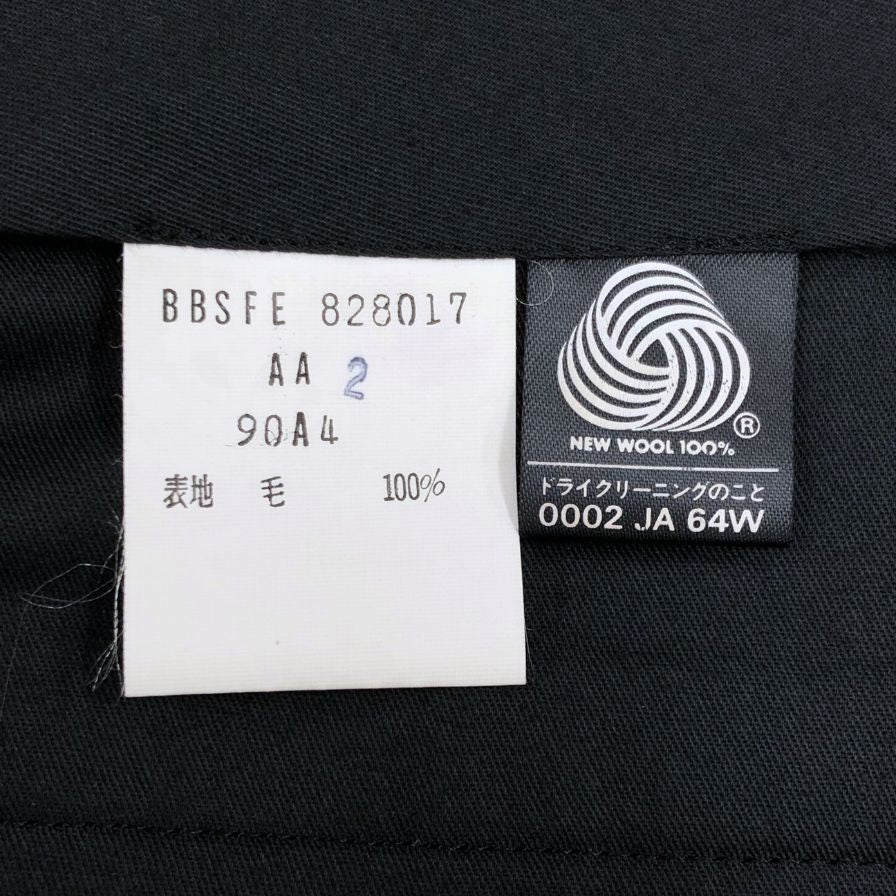 BBSFE 828017
AA 2
90A4
表地 毛 100%
®
NEW WOOL 100%
ドライクリーニングのこと
0002 JA 64W